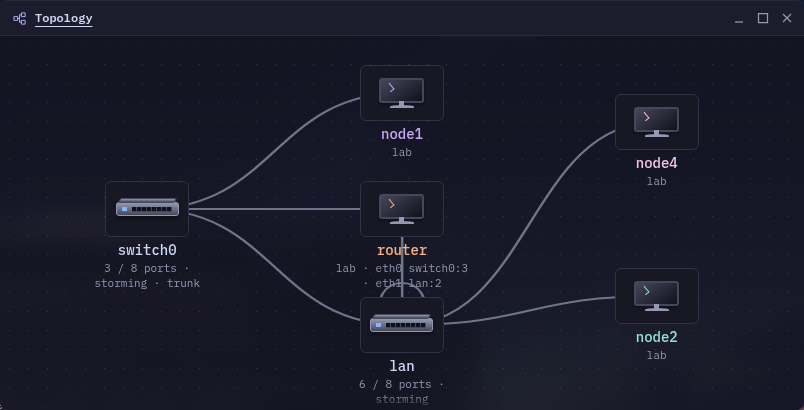 Topology
node1
lab
node4
lab
switch0
3 / 8 ports ·
storming · trunk
router
lab · eth0 switch0:3
· eth1 lan:2
node2
lab
lan
6 / 8 ports ·
storming